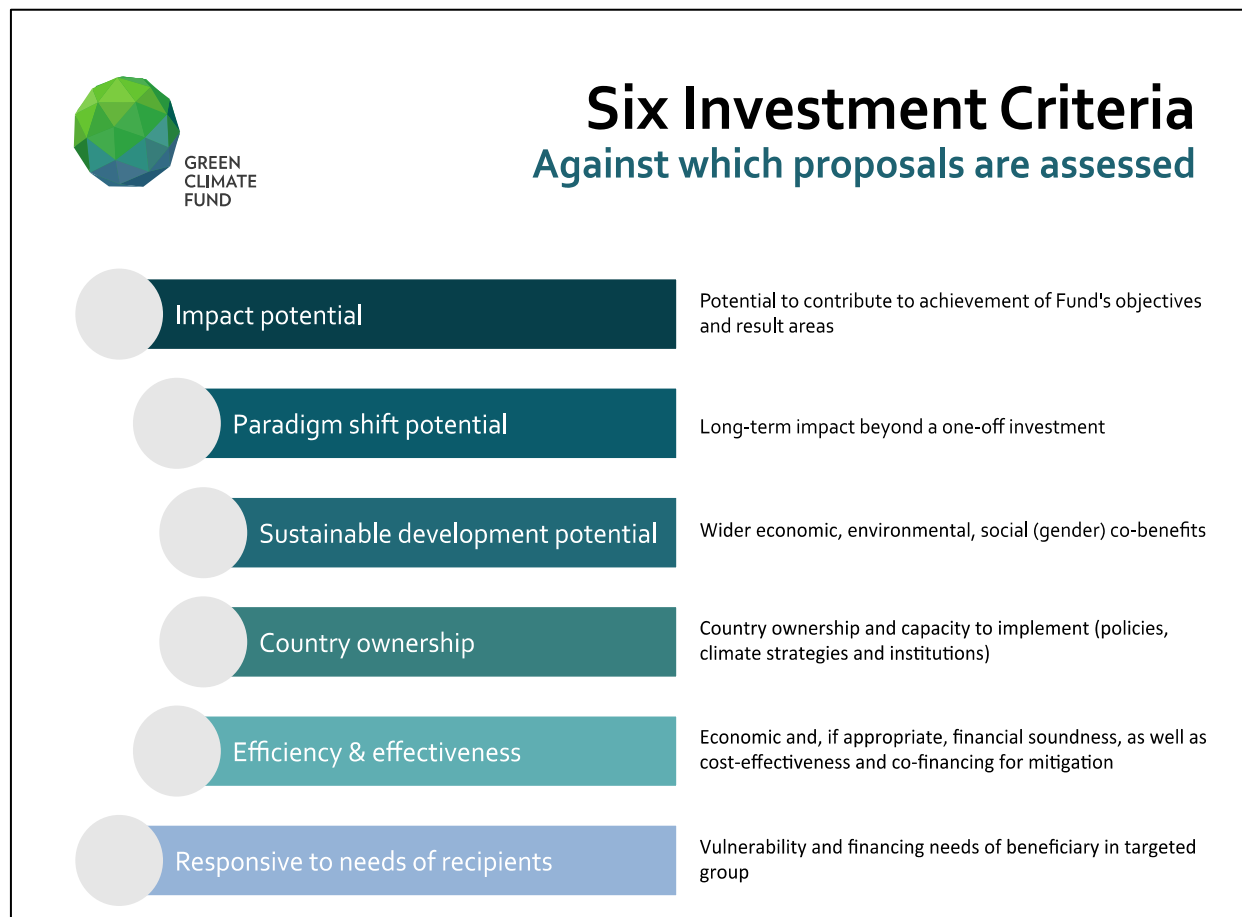 GREEN
CLIMATE
FUND
Six Investment Criteria
Against which proposals are assessed
Impact potential
Potential to contribute to achievement of Fund's objectives
and result areas
Paradigm shift potential
Long-term impact beyond a one-off investment
Sustainable development potential
Wider economic, environmental, social (gender) co-benefits
Country ownership
Country ownership and capacity to implement (policies,
climate strategies and institutions)
Efficiency & effectiveness
Economic and, if appropriate, financial soundness, as well as
cost-effectiveness and co-financing for mitigation
Responsive to needs of recipients
Vulnerability and financing needs of beneficiary in targeted
group